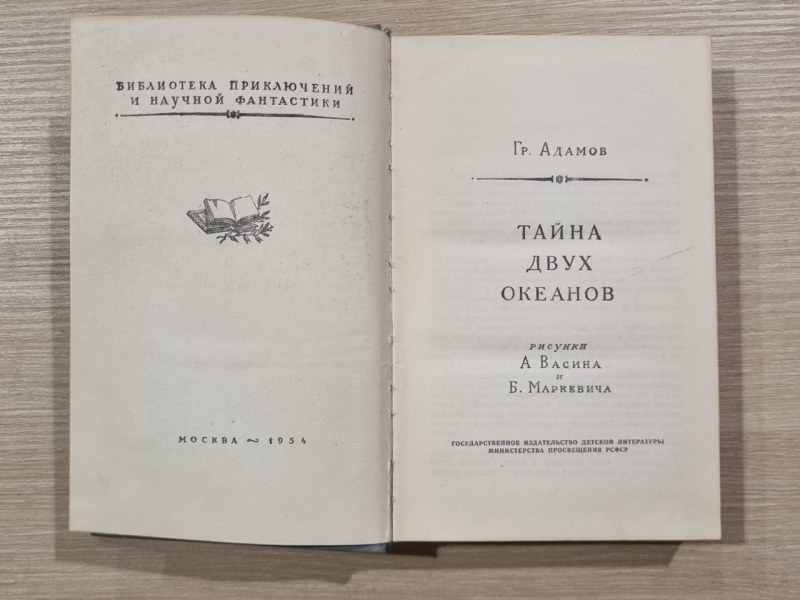 БИБЛИОТЕКА ПРИКЛЮЧЕНИЙ
И НАУЧНОЙ ФАНТАСТИКИ
МОСКВА ~ 1954
ГР. АДАМОВ
ТАЙНА
ДВУХ
ОКЕАНОВ
РИСУНКИ
А ВАСИНА
И
Б. МАРКЕВИЧА
ГОСУДАРСТВЕННОЕ ИЗДАТЕЛЬСТВО ДЕТСКОЙ ЛИТЕРАТУРЫ
МИНИСТЕРСТВА ПРОСВЕЩЕНИЯ РСФСР